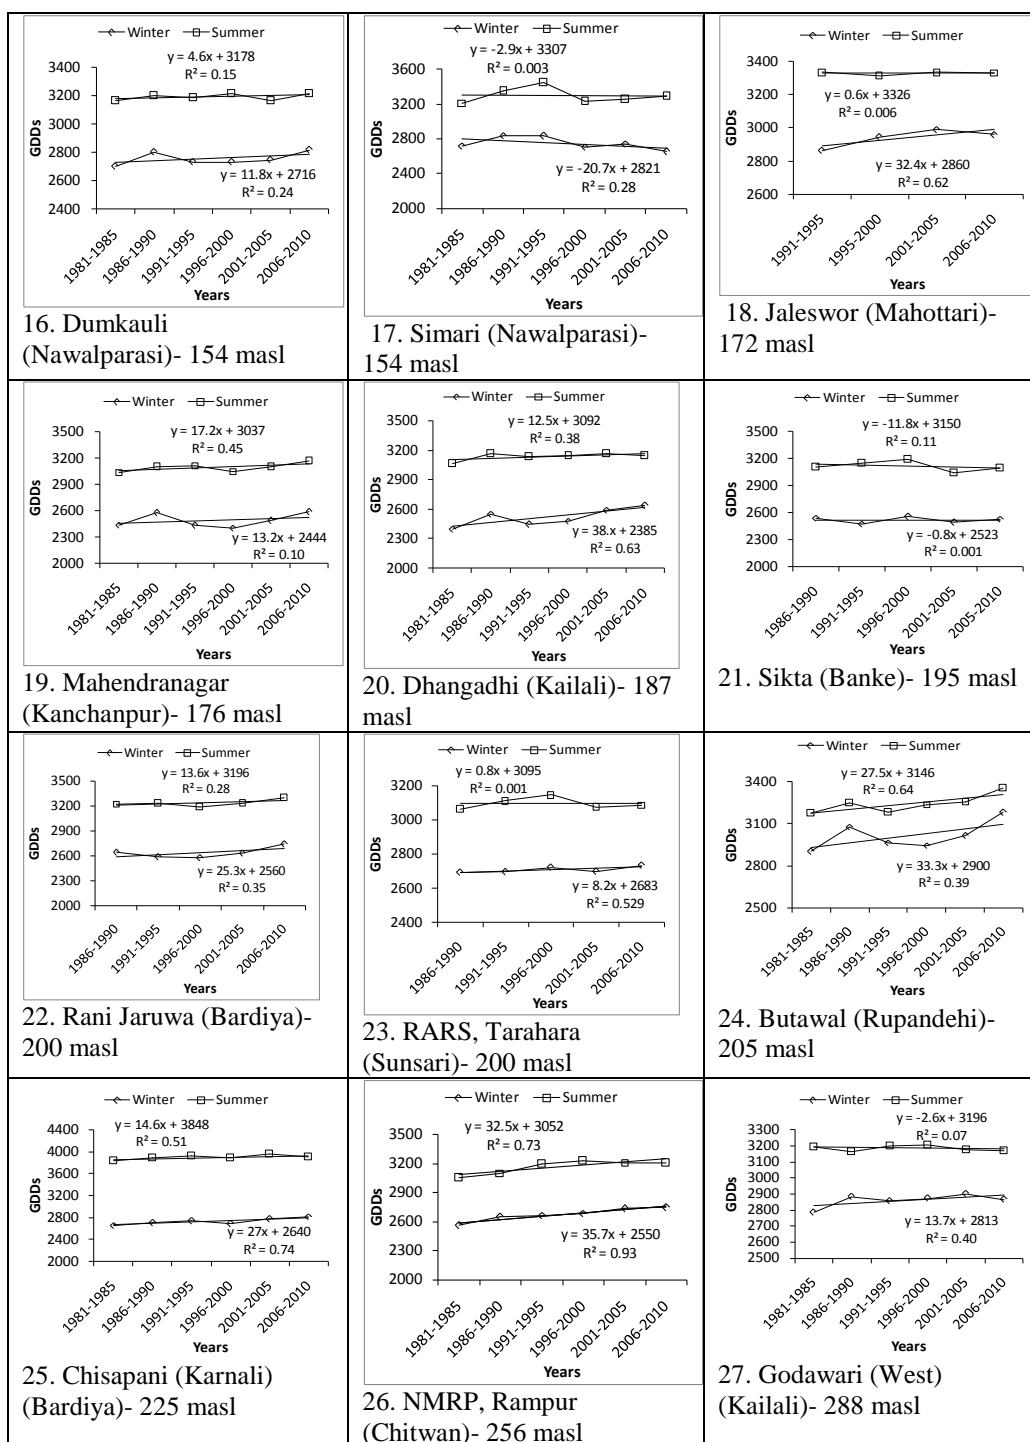 Winter Summer
y = 4.6x + 3178
R² = 0.15
3400
3200
3000
2800
2600
2400
GDDs
y = 11.8x + 2716
R² = 0.24
1981-1985
1986-1990
1991-1995
1996-2000
2001-2005
2006-2010
Years
16. Dumkauli
(Nawalparasi)- 154 masl
Winter Summer
y = -2.9x + 3307
R² = 0.003
3600
3200
2800
2400
2000
GDDs
y = -20.7x + 2821
R² = 0.28
1981-1985
1986-1990
1991-1995
1996-2000
2001-2005
2006-2010
Years
17. Simari (Nawalparasi)-
154 masl
Winter Summer
3400
3200
3000
2800
2600
GDDs
y = 0.6x + 3326
R² = 0.006
y = 32.4x + 2860
R² = 0.62
1991-1995
1995-2000
2001-2005
2006-2010
Years
18. Jaleswor (Mahottari)-
172 masl
Winter Summer
y = 17.2x + 3037
R² = 0.45
3500
3200
2900
2600
2300
2000
GDDs
y = 13.2x + 2444
R² = 0.10
1981-1985
1986-1990
1991-1995
1996-2000
2001-2005
2006-2010
Years
19. Mahendranagar
(Kanchanpur)- 176 masl
Winter Summer
y = 12.5x + 3092
R² = 0.38
3500
3200
2900
2600
2300
2000
GDDs
y = 38.x + 2385
R² = 0.63
1981-1985
1986-1990
1991-1995
1996-2000
2001-2005
2006-2010
Years
20. Dhangadhi (Kailali)- 187
masl
Winter Summer
y = -11.8x + 3150
R² = 0.11
3500
3200
2900
2600
2300
2000
GDDs
y = -0.8x + 2523
R² = 0.001
1986-1990
1991-1995
1996-2000
2001-2005
2005-2010
Years
21. Sikta (Banke)- 195 masl
Winter Summer
y = 13.6x + 3196
R² = 0.28
3500
3200
2900
2600
2300
2000
GDDs
y = 25.3x + 2560
R² = 0.35
1986-1990
1991-1995
1996-2000
2001-2005
2006-2010
Years
22. Rani Jaruwa (Bardiya)-
200 masl
Winter Summer
y = 0.8x + 3095
R² = 0.001
3200
3000
2800
2600
2400
GDDs
y = 8.2x + 2683
R² = 0.529
1986-1990
1991-1995
1996-2000
2001-2005
2006-2010
Years
23. RARS, Tarahara
(Sunsari)- 200 masl
Winter Summer
y = 27.5x + 3146
R² = 0.64
3400
3100
2800
2500
GDDs
y = 33.3x + 2900
R² = 0.39
1981-1985
1986-1990
1991-1995
1996-2000
2001-2005
2006-2010
Years
24. Butawal (Rupandehi)-
205 masl
Winter Summer
y = 14.6x + 3848
R² = 0.51
4400
3800
3200
2600
2000
GDDs
y = 27x + 2640
R² = 0.74
1981-1985
1986-1990
1991-1995
1996-2000
2001-2005
2006-2010
Years
25. Chisapani (Karnali)
(Bardiya)- 225 masl
Winter Summer
y = 32.5x + 3052
R² = 0.73
3500
3200
2900
2600
2300
2000
GDDs
y = 35.7x + 2550
R² = 0.93
1981-1985
1986-1990
1991-1995
1996-2000
2001-2005
2006-2010
Years
26. NMRP, Rampur
(Chitwan)- 256 masl
Winter Summer
y = -2.6x + 3196
R² = 0.07
3300
3200
3100
3000
2900
2800
2700
2600
2500
GDDs
y = 13.7x + 2813
R² = 0.40
1981-1985
1986-1990
1991-1995
1996-2000
2001-2005
2006-2010
Years
27. Godawari (West)
(Kailali)- 288 masl